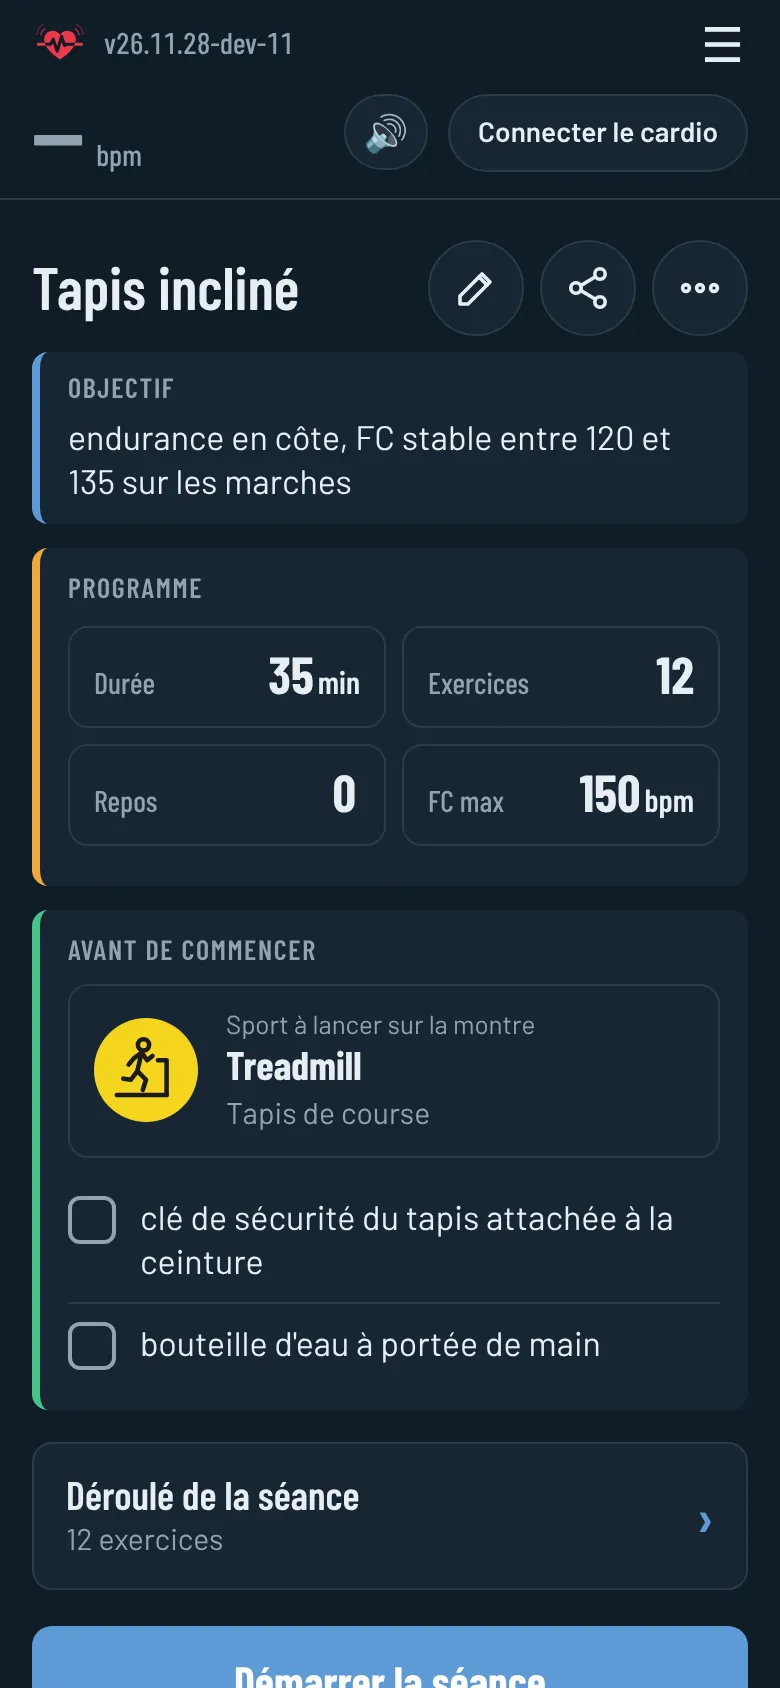 v26.11.28-dev-11
bpm
Connecter le cardio
Tapis incliné
OBJECTIF
endurance en côte, FC stable entre 120 et
135 sur les marches
PROGRAMME
Durée 35 min
Exercices 12
Repos 0
FC max 150 bpm
AVANT DE COMMENCER
Sport à lancer sur la montre
Treadmill
Tapis de course
clé de sécurité du tapis attachée à la
ceinture
bouteille d'eau à portée de main
Déroulé de la séance
12 exercices
Démarrer la séance